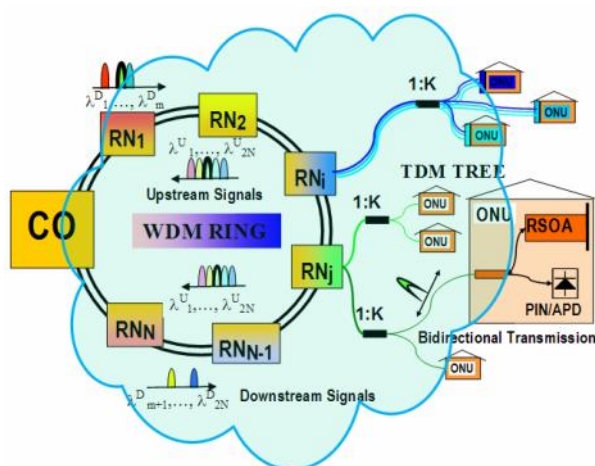 λᴰ₁,..., λᴰₘ
RN₁
RN₂
λᵁ₁,..., λᵁ₂N
Upstream Signals
RNᵢ
1:K
ONU
ONU
ONU
TDM TREE
CO
WDM RING
RNⱼ
1:K
ONU
ONU
ONU
RSOA
PIN/APD
Bidirectional Transmission
λᵁ₁,..., λᵁ₂N
1:K
ONU
RN_N
RN_N-1
λᴰₘ₊₁,..., λᴰ₂N
Downstream Signals